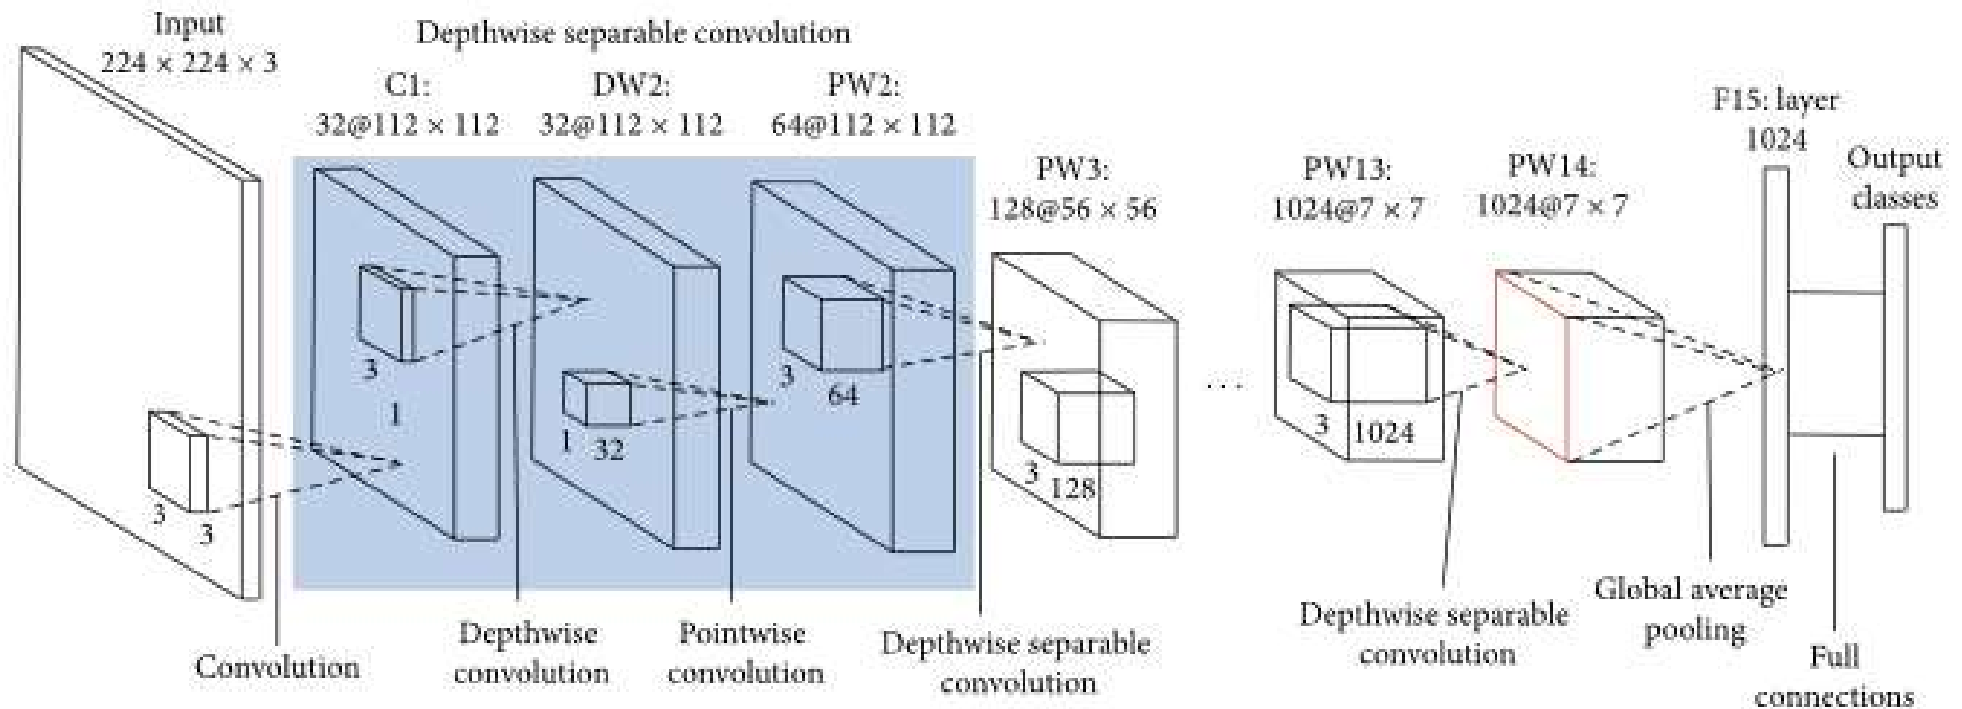 Input
224 × 224 × 3
Depthwise separable convolution
C1:
32@112 × 112
DW2:
32@112 × 112
PW2:
64@112 × 112
PW3:
128@56 × 56
PW13:
1024@7 × 7
PW14:
1024@7 × 7
F15: layer
1024
Output
classes
3
3
3
1
1
32
3
64
3
128
...
3
1024
Convolution
Depthwise
convolution
Pointwise
convolution
Depthwise separable
convolution
Depthwise separable
convolution
Global average
pooling
Full
connections